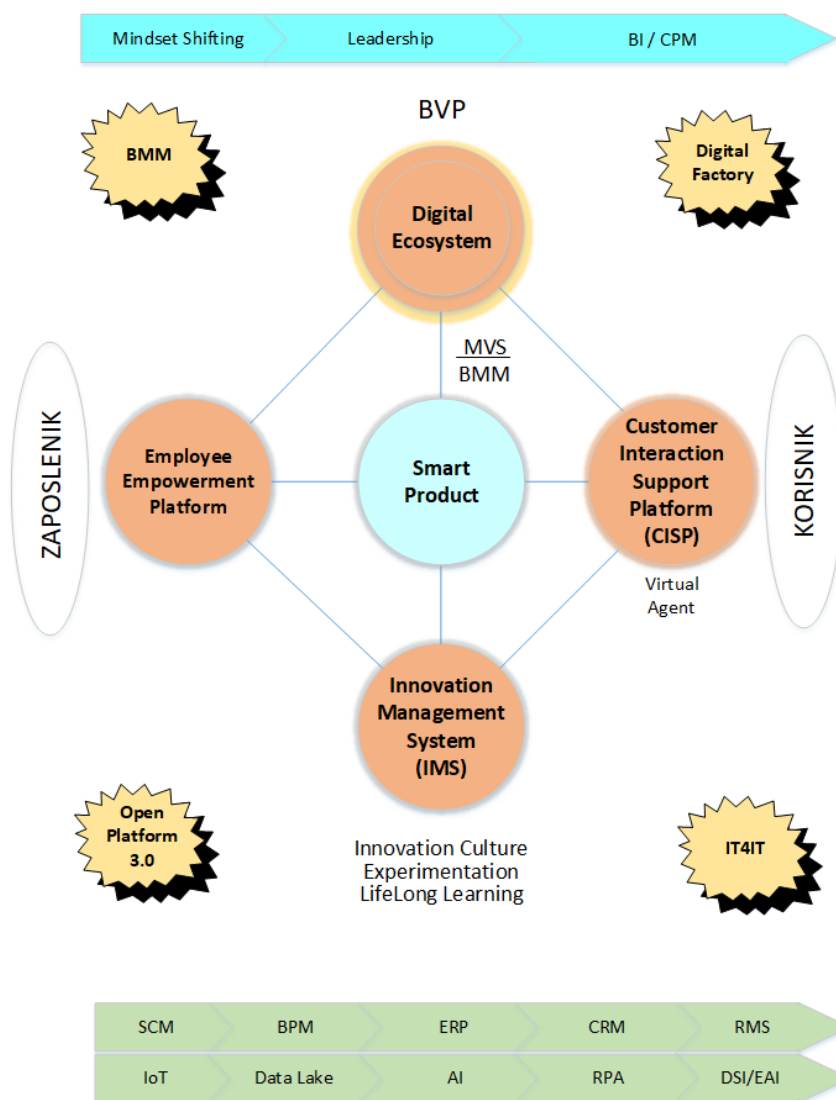 Mindset Shifting
Leadership
BI / CPM
BVP
BMM
Digital
Factory
Digital
Ecosystem
MVS
BMM
ZAPOSLENIK
Employee
Empowerment
Platform
Smart
Product
Customer
Interaction
Support
Platform
(CISP)
KORISNIK
Virtual
Agent
Innovation
Management
System
(IMS)
Open
Platform
3.0
IT4IT
Innovation Culture
Experimentation
LifeLong Learning
SCM
BPM
ERP
CRM
RMS
IoT
Data Lake
AI
RPA
DSI/EAI